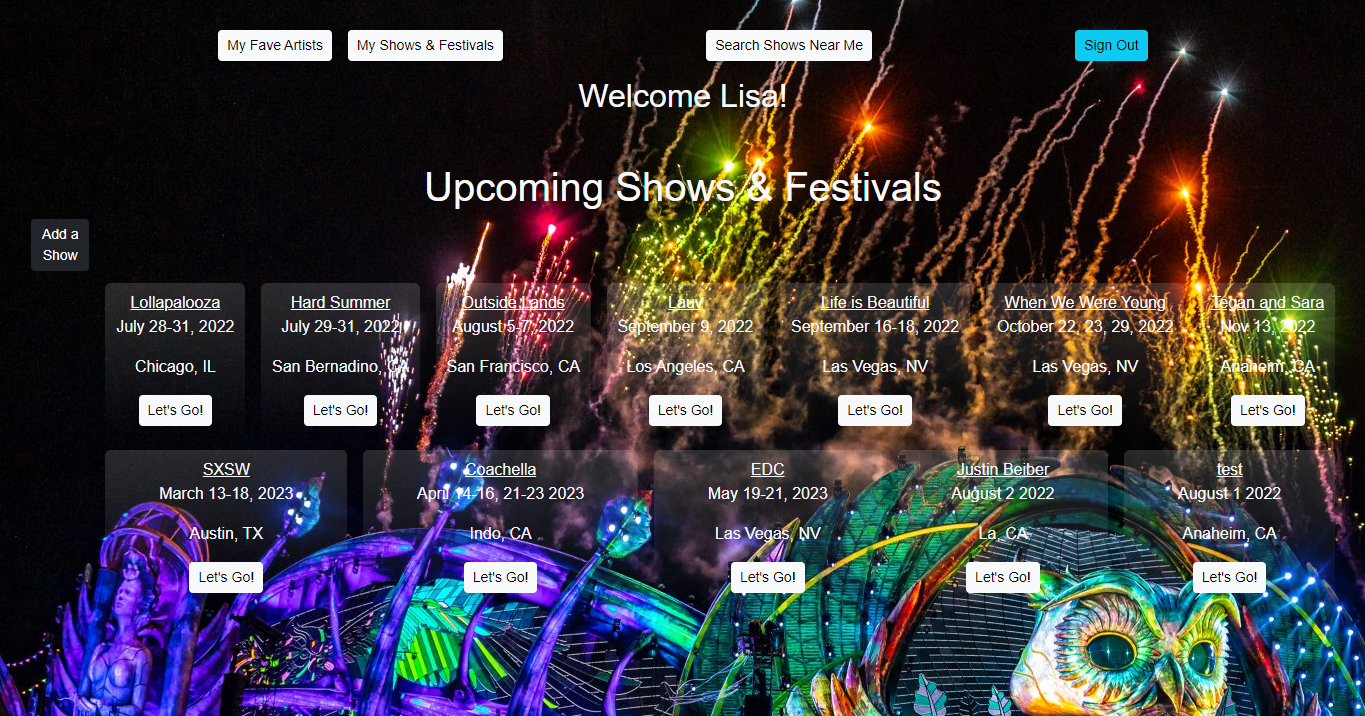 My Fave Artists
My Shows & Festivals
Search Shows Near Me
Sign Out
Welcome Lisa!
Upcoming Shows & Festivals
Add a
Show
Lollapalooza
July 28-31, 2022
Chicago, IL
Let's Go!
Hard Summer
July 29-31, 2022
San Bernadino, CA
Let's Go!
Outside Lands
August 5-7, 2022
San Francisco, CA
Let's Go!
Lauv
September 9, 2022
Los Angeles, CA
Let's Go!
Life is Beautiful
September 16-18, 2022
Las Vegas, NV
Let's Go!
When We Were Young
October 22, 23, 29, 2022
Las Vegas, NV
Let's Go!
Tegan and Sara
Nov 13, 2022
Anaheim, CA
Let's Go!
SXSW
March 13-18, 2023
Austin, TX
Let's Go!
Coachella
April 14-16, 21-23 2023
Indo, CA
Let's Go!
EDC
May 19-21, 2023
Las Vegas, NV
Let's Go!
Justin Beiber
August 2 2022
La, CA
Let's Go!
test
August 1 2022
Anaheim, CA
Let's Go!